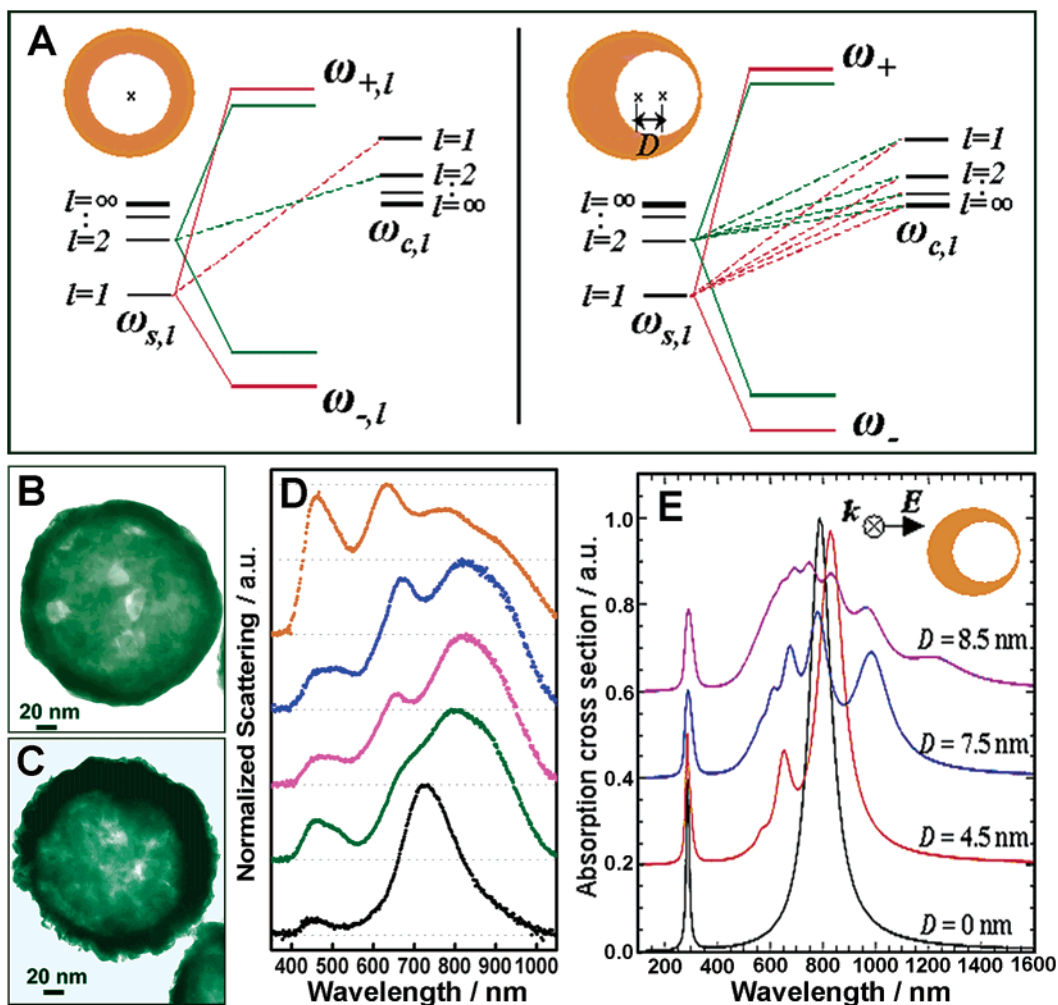 A
ω+,l
l=1
l=2
l=∞
ωc,l
l=∞
l=2
l=1
ωs,l
ω-,l
D
ω+
l=1
l=2
l=∞
ωc,l
l=∞
l=2
l=1
ωs,l
ω-
B
20 nm
C
20 nm
D
Normalized Scattering / a.u.
400 500 600 700 800 900 1000
Wavelength / nm
E
k E
Absorption cross section / a.u.
1.0
0.8
0.6
0.4
0.2
0.0
D = 8.5 nm
D = 7.5 nm
D = 4.5 nm
D = 0 nm
200 400 600 800 1000 1200 1400 1600
Wavelength / nm